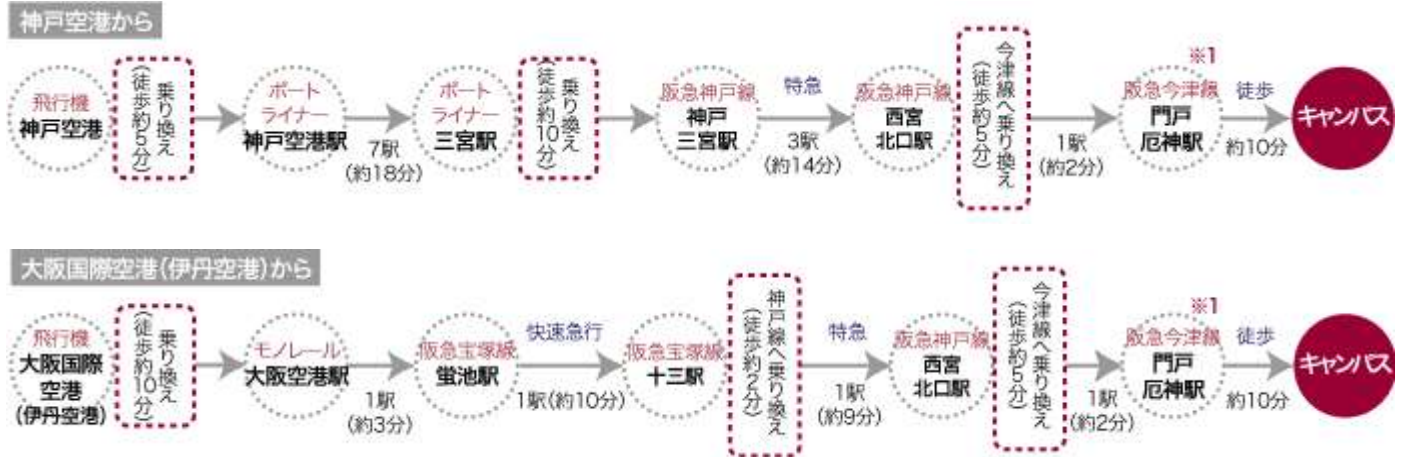 神戸空港から
飛行機
神戸空港
乗り換え
(徒歩約5分)
ポート
ライナー
神戸空港駅
7駅
(約18分)
ポート
ライナー
三宮駅
乗り換え
(徒歩約10分)
阪急神戸線
神戸
三宮駅
特急
3駅
(約14分)
阪急神戸線
西宮
北口駅
今津線へ乗り換え
(徒歩約5分)
1駅
(約2分)
※1
阪急今津線
門戸
厄神駅
徒歩
約10分
キャンパス
大阪国際空港(伊丹空港)から
飛行機
大阪国際
空港
(伊丹空港)
乗り換え
(徒歩約10分)
モノレール
大阪空港駅
1駅
(約3分)
阪急宝塚線
蛍池駅
快速急行
1駅(約10分)
阪急宝塚線
十三駅
神戸線へ乗り換え
(徒歩約2分)
特急
1駅
(約9分)
阪急神戸線
西宮
北口駅
今津線へ乗り換え
(徒歩約5分)
1駅
(約2分)
※1
阪急今津線
門戸
厄神駅
徒歩
約10分
キャンパス